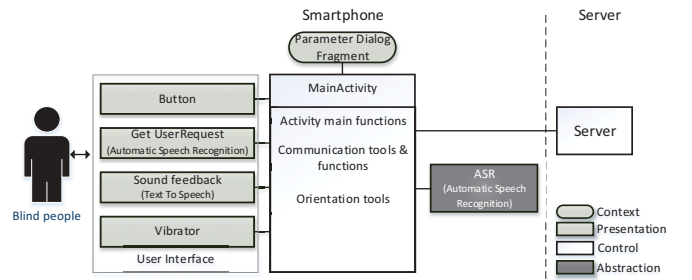 Smartphone
Server
Parameter Dialog
Fragment
MainActivity
Activity main functions
Communication tools &
functions
Orientation tools
Button
Get UserRequest
(Automatic Speech Recognition)
Sound feedback
(Text To Speech)
Vibrator
User Interface
Blind people
ASR
(Automatic Speech
Recognition)
Server
Context
Presentation
Control
Abstraction